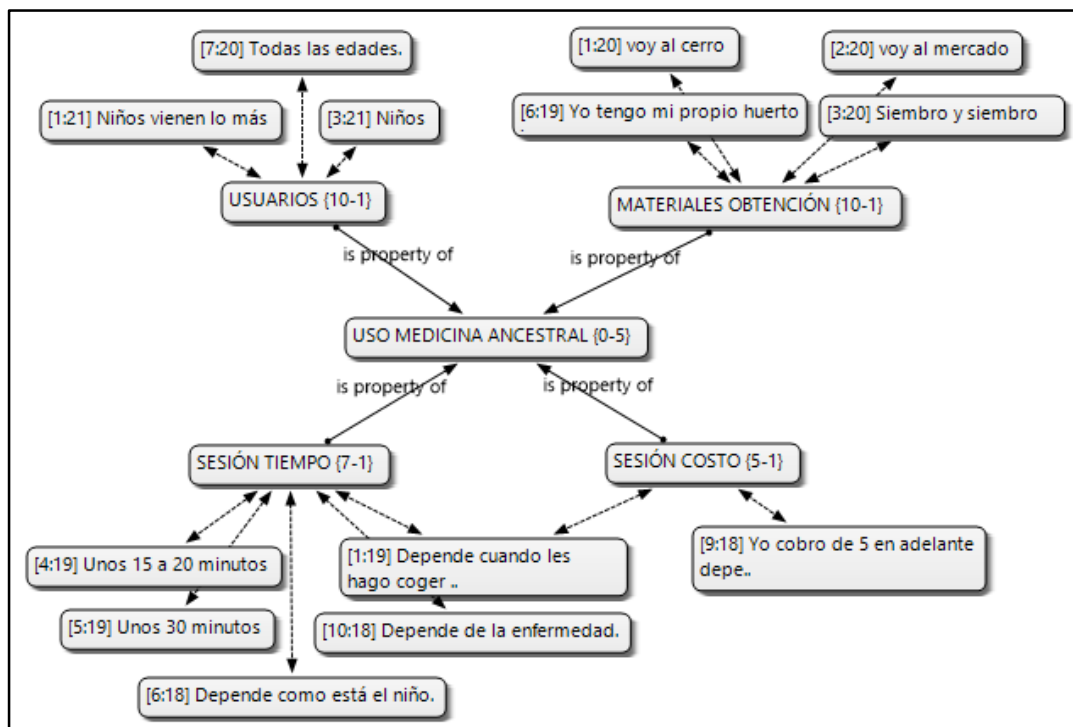 [7:20] Todas las edades.
[1:20] voy al cerro
[2:20] voy al mercado
[1:21] Niños vienen lo más
[3:21] Niños
[6:19] Yo tengo mi propio huerto
.
[3:20] Siembro y siembro
USUARIOS {10-1}
MATERIALES OBTENCIÓN {10-1}
is property of
is property of
USO MEDICINA ANCESTRAL {0-5}
is property of
is property of
SESIÓN TIEMPO {7-1}
SESIÓN COSTO {5-1}
[4:19] Unos 15 a 20 minutos
[1:19] Depende cuando les
hago coger ..
[9:18] Yo cobro de 5 en adelante
depe..
[5:19] Unos 30 minutos
[10:18] Depende de la enfermedad.
[6:18] Depende como está el niño.